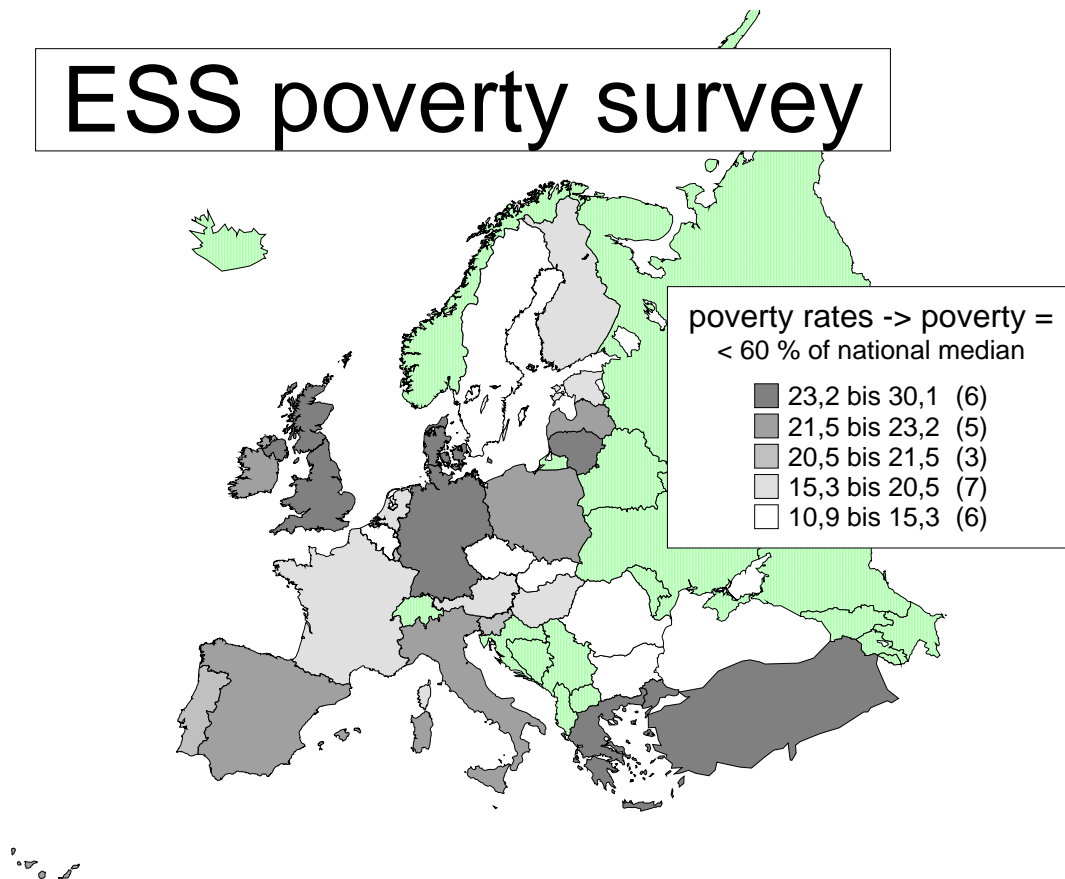 ESS poverty survey
poverty rates -> poverty =
< 60 % of national median
23,2 bis 30,1 (6)
21,5 bis 23,2 (5)
20,5 bis 21,5 (3)
15,3 bis 20,5 (7)
10,9 bis 15,3 (6)